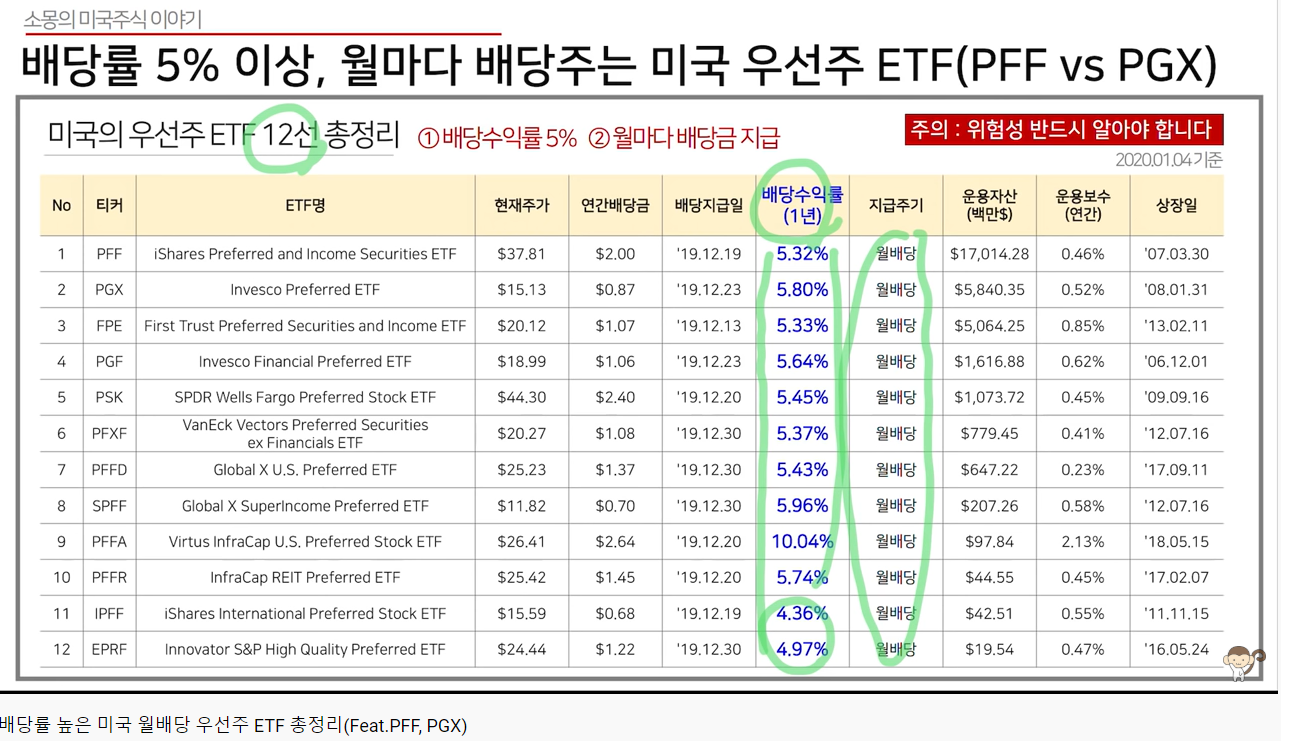 소몽의 미국주식 이야기
배당률 5% 이상, 월마다 배당주는 미국 우선주 ETF(PFF vs PGX)
미국의 우선주 ETF 12선 총정리 ① 배당수익률 5% ② 월마다 배당금 지급
주의 : 위험성 반드시 알아야 합니다
2020.01.04 기준
No 티커 ETF명 현재주가 연간배당금 배당지급일 배당수익률 (1년) 지급주기 운용자산 (백만$) 운용보수 (연간) 상장일
1 PFF iShares Preferred and Income Securities ETF $37.81 $2.00 '19.12.19 5.32% 월배당 $17,014.28 0.46% '07.03.30
2 PGX Invesco Preferred ETF $15.13 $0.87 '19.12.23 5.80% 월배당 $5,840.35 0.52% '08.01.31
3 FPE First Trust Preferred Securities and Income ETF $20.12 $1.07 '19.12.13 5.33% 월배당 $5,064.25 0.85% '13.02.11
4 PGF Invesco Financial Preferred ETF $18.99 $1.06 '19.12.23 5.64% 월배당 $1,616.88 0.62% '06.12.01
5 PSK SPDR Wells Fargo Preferred Stock ETF $44.30 $2.40 '19.12.20 5.45% 월배당 $1,073.72 0.45% '09.09.16
6 PFXF VanEck Vectors Preferred Securities ex Financials ETF $20.27 $1.08 '19.12.30 5.37% 월배당 $779.45 0.41% '12.07.16
7 PFFD Global X U.S. Preferred ETF $25.23 $1.37 '19.12.30 5.43% 월배당 $647.22 0.23% '17.09.11
8 SPFF Global X SuperIncome Preferred ETF $11.82 $0.70 '19.12.30 5.96% 월배당 $207.26 0.58% '12.07.16
9 PFFA Virtus InfraCap U.S. Preferred Stock ETF $26.41 $2.64 '19.12.20 10.04% 월배당 $97.84 2.13% '18.05.15
10 PFFR InfraCap REIT Preferred ETF $25.42 $1.45 '19.12.20 5.74% 월배당 $44.55 0.45% '17.02.07
11 IPFF iShares International Preferred Stock ETF $15.59 $0.68 '19.12.19 4.36% 월배당 $42.51 0.55% '11.11.15
12 EPRF Innovator S&P High Quality Preferred ETF $24.44 $1.22 '19.12.30 4.97% 월배당 $19.54 0.47% '16.05.24
배당률 높은 미국 월배당 우선주 ETF 총정리(Feat.PFF, PGX)